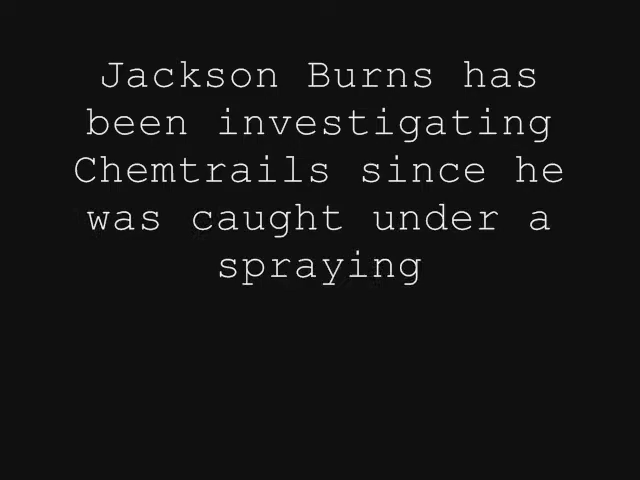 Jackson Burns has
been investigating
Chemtrails since he
was caught under a
spraying